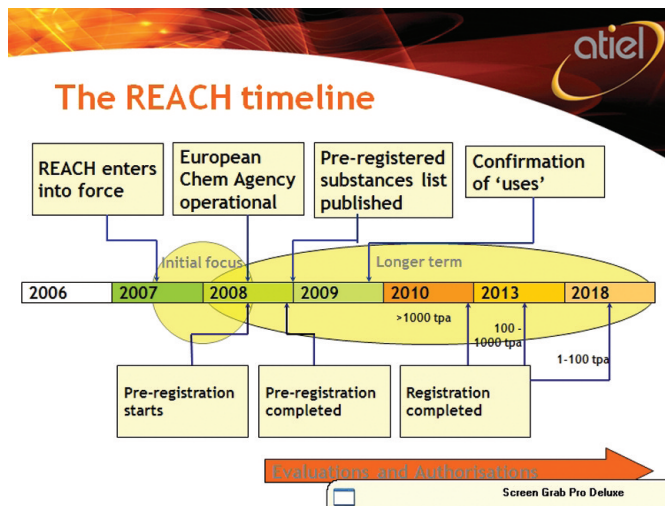 atiel
The REACH timeline
REACH enters
into force
European
Chem Agency
operational
Pre-registered
substances list
published
Confirmation
of ‘uses’
Initial focus
Longer term
2006
2007
2008
2009
2010
2013
2018
>1000 tpa
100 -
1000 tpa
1-100 tpa
Pre-registration
starts
Pre-registration
completed
Registration
completed
Evaluations and Authorisations
Screen Grab Pro Deluxe